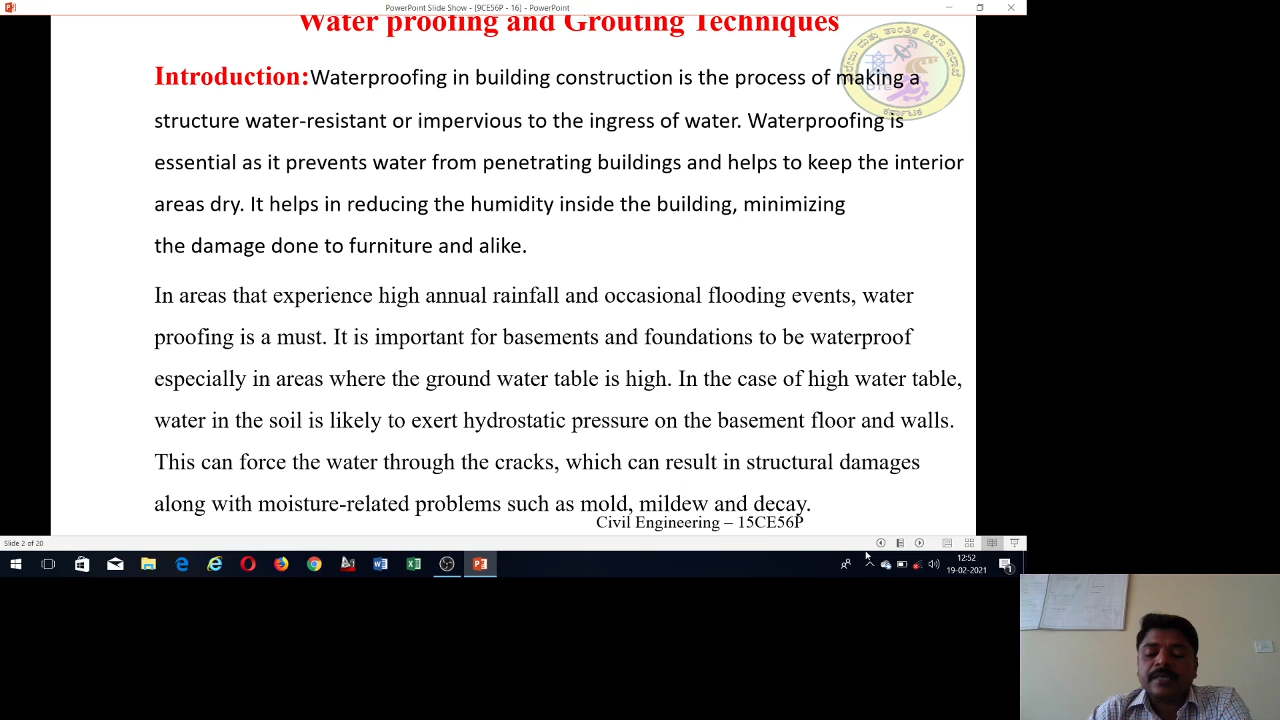 PowerPoint Slide Show - [9CE56P - 16] - PowerPoint
Water proofing and Grouting Techniques
Introduction:Waterproofing in building construction is the process of making a
structure water-resistant or impervious to the ingress of water. Waterproofing is
essential as it prevents water from penetrating buildings and helps to keep the interior
areas dry. It helps in reducing the humidity inside the building, minimizing
the damage done to furniture and alike.
In areas that experience high annual rainfall and occasional flooding events, water
proofing is a must. It is important for basements and foundations to be waterproof
especially in areas where the ground water table is high. In the case of high water table,
water in the soil is likely to exert hydrostatic pressure on the basement floor and walls.
This can force the water through the cracks, which can result in structural damages
along with moisture-related problems such as mold, mildew and decay.
Civil Engineering – 15CE56P
Slide 2 of 20
12:52
19-02-2021